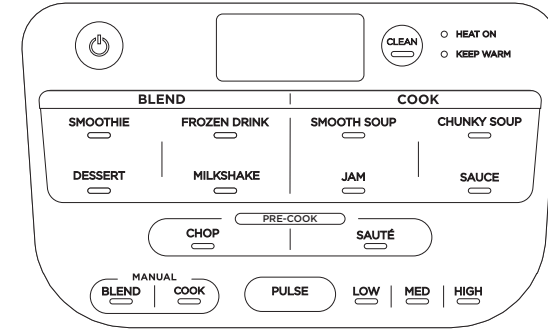 CLEAN
HEAT ON
KEEP WARM
BLEND COOK
SMOOTHIE FROZEN DRINK SMOOTH SOUP CHUNKY SOUP
DESSERT MILKSHAKE JAM SAUCE
PRE-COOK
CHOP SAUTÉ
MANUAL
BLEND COOK PULSE LOW MED HIGH